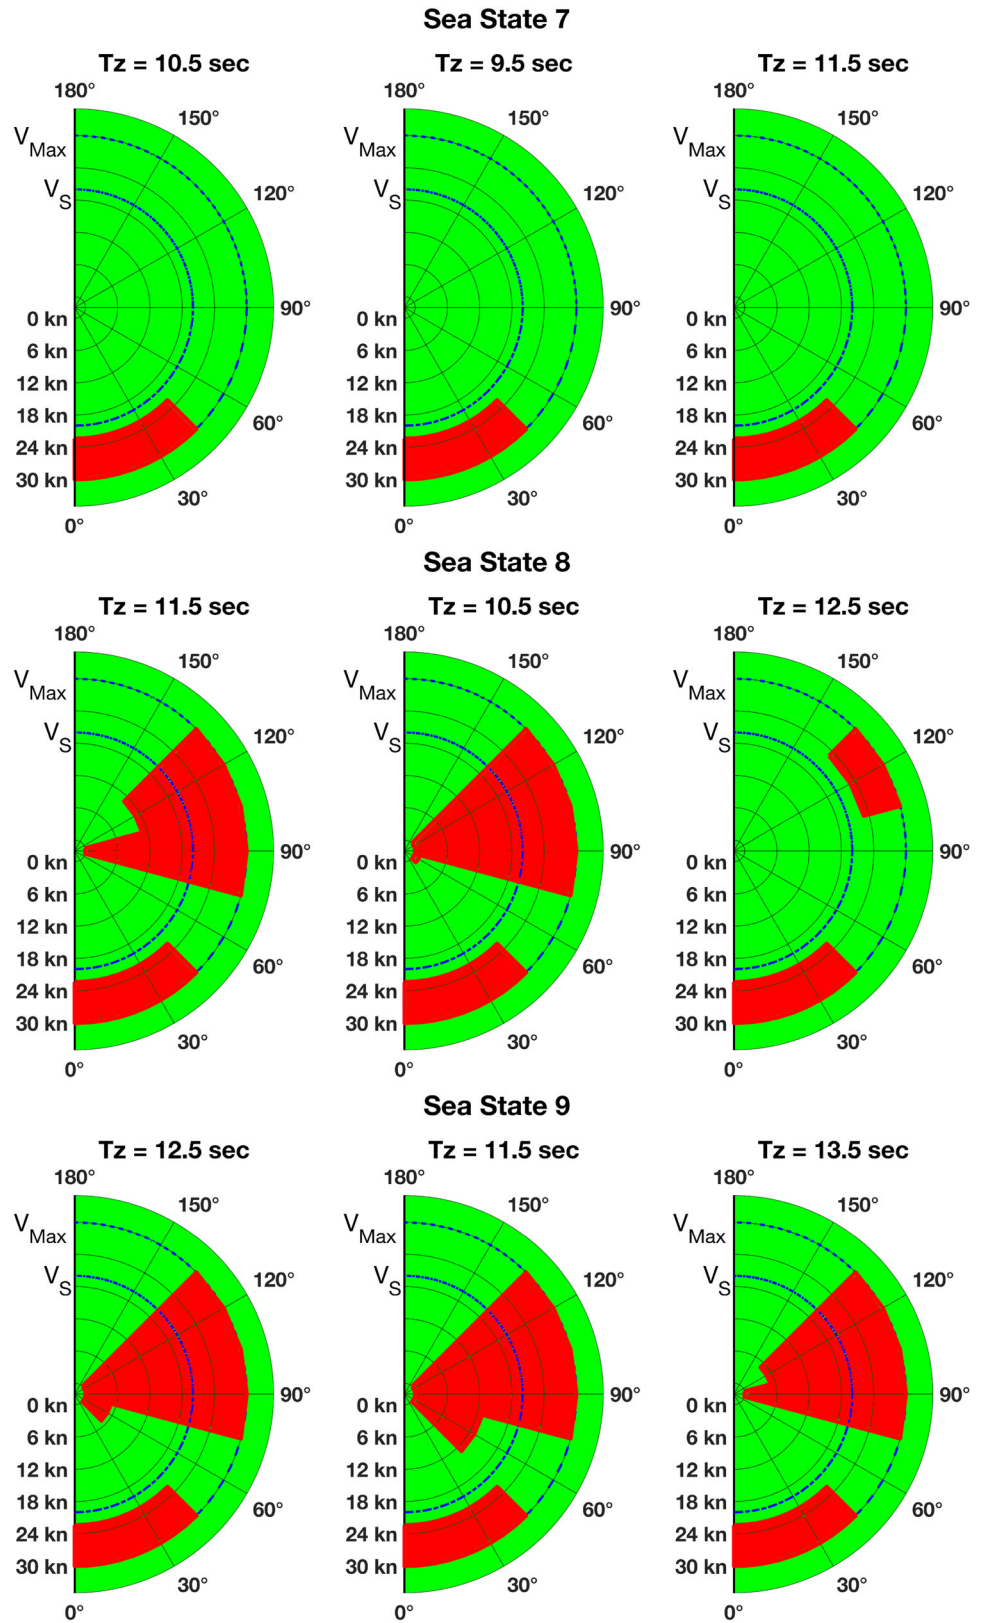 Sea State 7
Tz = 10.5 sec
Tz = 9.5 sec
Tz = 11.5 sec
180°
150°
VMax
VS
120°
90°
0 kn
6 kn
12 kn
18 kn
24 kn
30 kn
60°
30°
0°
180°
150°
VMax
VS
120°
90°
0 kn
6 kn
12 kn
18 kn
24 kn
30 kn
60°
30°
0°
180°
150°
VMax
VS
120°
90°
0 kn
6 kn
12 kn
18 kn
24 kn
30 kn
60°
30°
0°
Sea State 8
Tz = 11.5 sec
Tz = 10.5 sec
Tz = 12.5 sec
180°
150°
VMax
VS
120°
90°
0 kn
6 kn
12 kn
18 kn
24 kn
30 kn
60°
30°
0°
180°
150°
VMax
VS
120°
90°
0 kn
6 kn
12 kn
18 kn
24 kn
30 kn
60°
30°
0°
180°
150°
VMax
VS
120°
90°
0 kn
6 kn
12 kn
18 kn
24 kn
30 kn
60°
30°
0°
Sea State 9
Tz = 12.5 sec
Tz = 11.5 sec
Tz = 13.5 sec
180°
150°
VMax
VS
120°
90°
0 kn
6 kn
12 kn
18 kn
24 kn
30 kn
60°
30°
0°
180°
150°
VMax
VS
120°
90°
0 kn
6 kn
12 kn
18 kn
24 kn
30 kn
60°
30°
0°
180°
150°
VMax
VS
120°
90°
0 kn
6 kn
12 kn
18 kn
24 kn
30 kn
60°
30°
0°